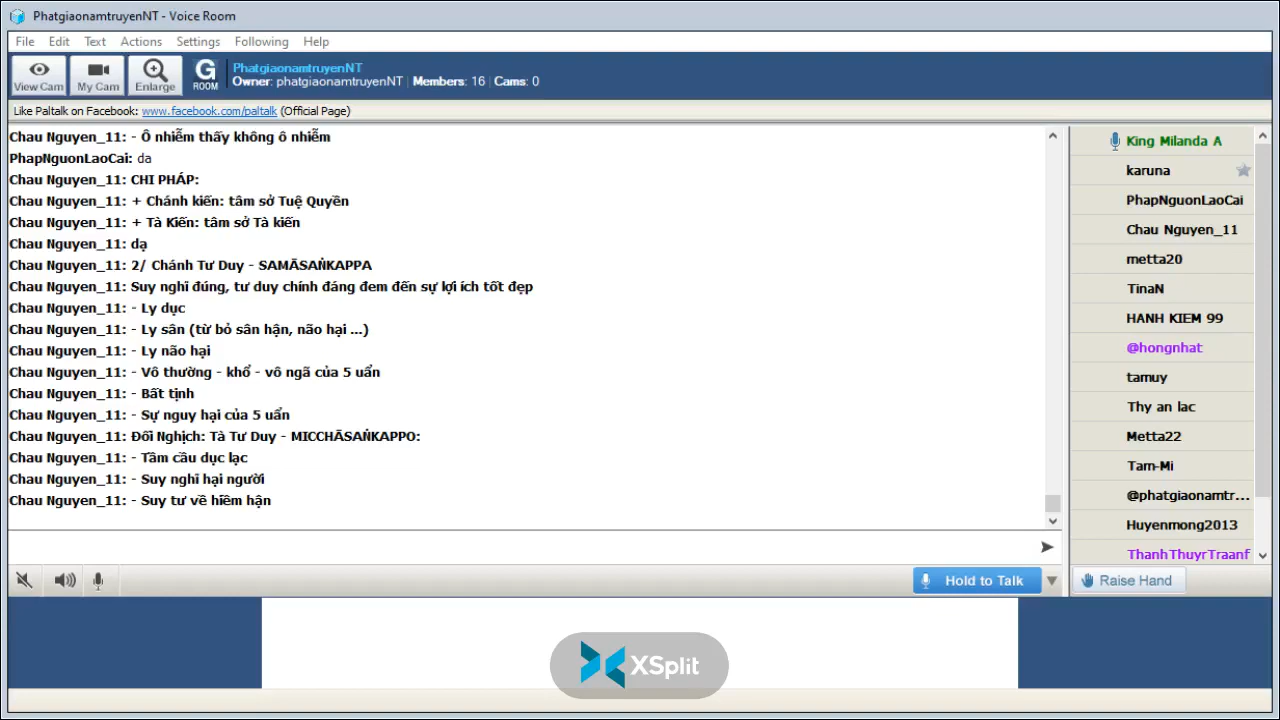 PhatgiaonamtruyenNT - Voice Room
File Edit Text Actions Settings Following Help
View Cam My Cam Enlarge G ROOM
PhatgiaonamtruyenNT
Owner: phatgiaonamtruyenNT Members: 16 Cams: 0
Like Paltalk on Facebook: www.facebook.com/paltalk (Official Page)
Chau Nguyen_11: - Ô nhiễm thấy không ô nhiễm
PhapNguonLaoCai: da
Chau Nguyen_11: CHI PHÁP:
Chau Nguyen_11: + Chánh kiến: tâm sở Tuệ Quyền
Chau Nguyen_11: + Tà Kiến: tâm sở Tà kiến
Chau Nguyen_11: dạ
Chau Nguyen_11: 2/ Chánh Tư Duy - SAMĀSAṄKAPPA
Chau Nguyen_11: Suy nghĩ đúng, tư duy chính đáng đem đến sự lợi ích tốt đẹp
Chau Nguyen_11: - Ly dục
Chau Nguyen_11: - Ly sân (từ bỏ sân hận, não hại ...)
Chau Nguyen_11: - Ly não hại
Chau Nguyen_11: - Vô thường - khổ - vô ngã của 5 uẩn
Chau Nguyen_11: - Bất tịnh
Chau Nguyen_11: - Sự nguy hại của 5 uẩn
Chau Nguyen_11: Đối Nghịch: Tà Tư Duy - MICCHĀSAṄKAPPO:
Chau Nguyen_11: - Tầm cầu dục lạc
Chau Nguyen_11: - Suy nghĩ hại người
Chau Nguyen_11: - Suy tư về hiềm hận
King Milanda A
karuna
PhapNguonLaoCai
Chau Nguyen_11
metta20
TinaN
HANH KIEM 99
@hongnhat
tamuy
Thy an lac
Metta22
Tam-Mi
@phatgiaonamtr...
Huyenmong2013
ThanhThuyrTraanf
Hold to Talk
Raise Hand
XSplit